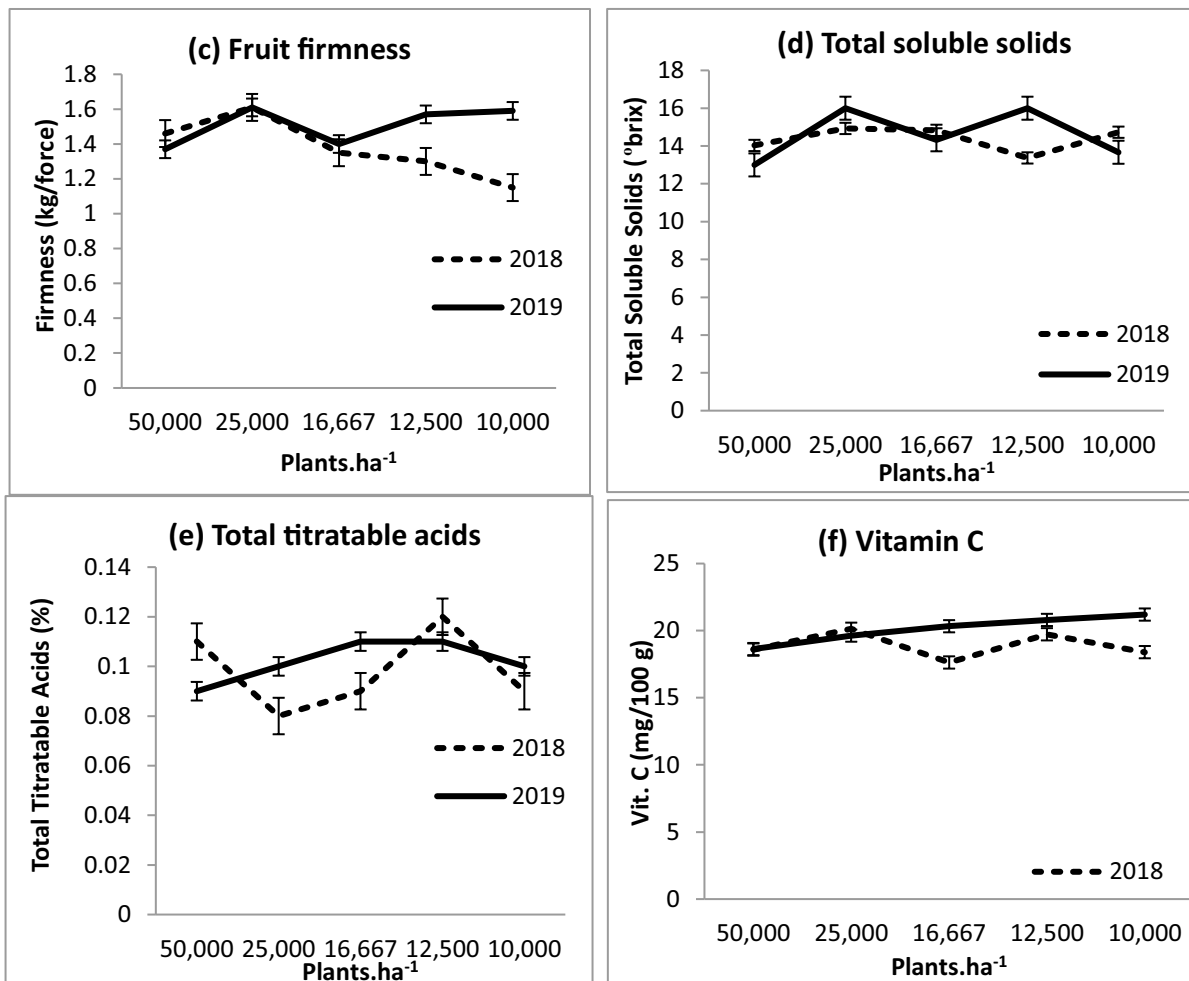 (c) Fruit firmness
Firmness (kg/force)
1.8
1.6
1.4
1.2
1
0.8
0.6
0.4
0.2
0
2018
2019
50,000 25,000 16,667 12,500 10,000
Plants.ha⁻¹
(d) Total soluble solids
Total Soluble Solids (°brix)
18
16
14
12
10
8
6
4
2
0
2018
2019
50,000 25,000 16,667 12,500 10,000
Plants.ha⁻¹
(e) Total titratable acids
Total Titratable Acids (%)
0.14
0.12
0.1
0.08
0.06
0.04
0.02
0
2018
2019
50,000 25,000 16,667 12,500 10,000
Plants.ha⁻¹
(f) Vitamin C
Vit. C (mg/100 g)
25
20
15
10
5
0
2018
50,000 25,000 16,667 12,500 10,000
Plants.ha⁻¹